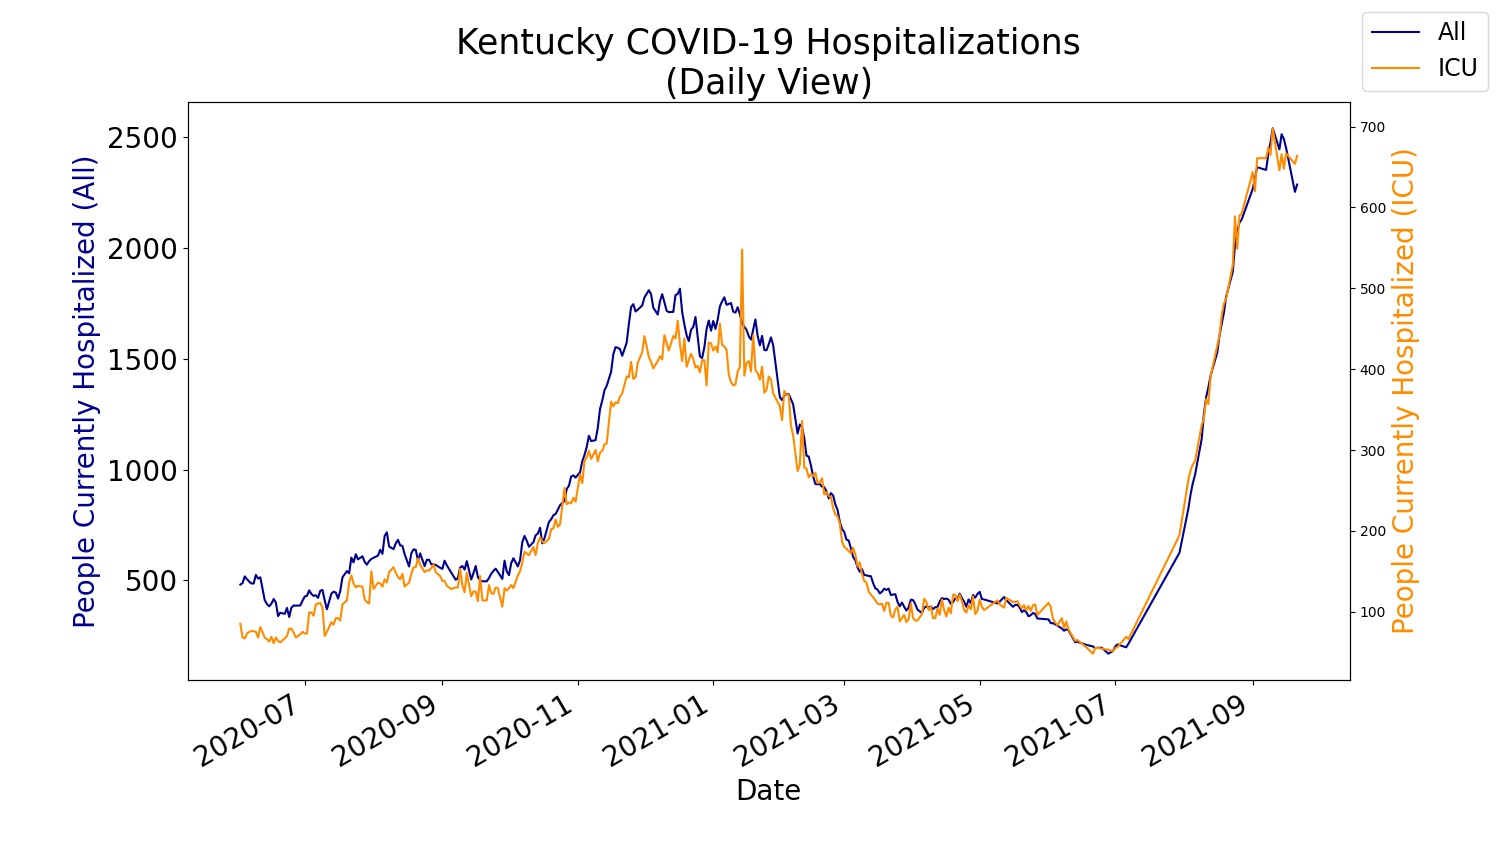 Kentucky COVID-19 Hospitalizations
(Daily View)
All
ICU
People Currently Hospitalized (All)
2500
2000
1500
1000
500
700
600
500
400
300
200
100
People Currently Hospitalized (ICU)
2020-07
2020-09
2020-11
2021-01
2021-03
2021-05
2021-07
2021-09
Date